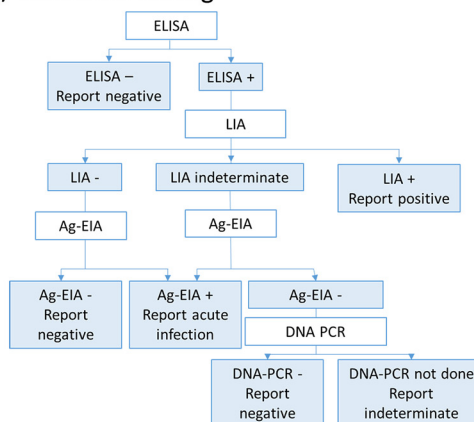 ELISA
ELISA –
Report negative
ELISA +
LIA
LIA -
LIA indeterminate
LIA +
Report positive
Ag-EIA
Ag-EIA
Ag-EIA -
Report
negative
Ag-EIA +
Report acute
infection
Ag-EIA -
DNA PCR
DNA-PCR -
Report
negative
DNA-PCR not done
Report
indeterminate